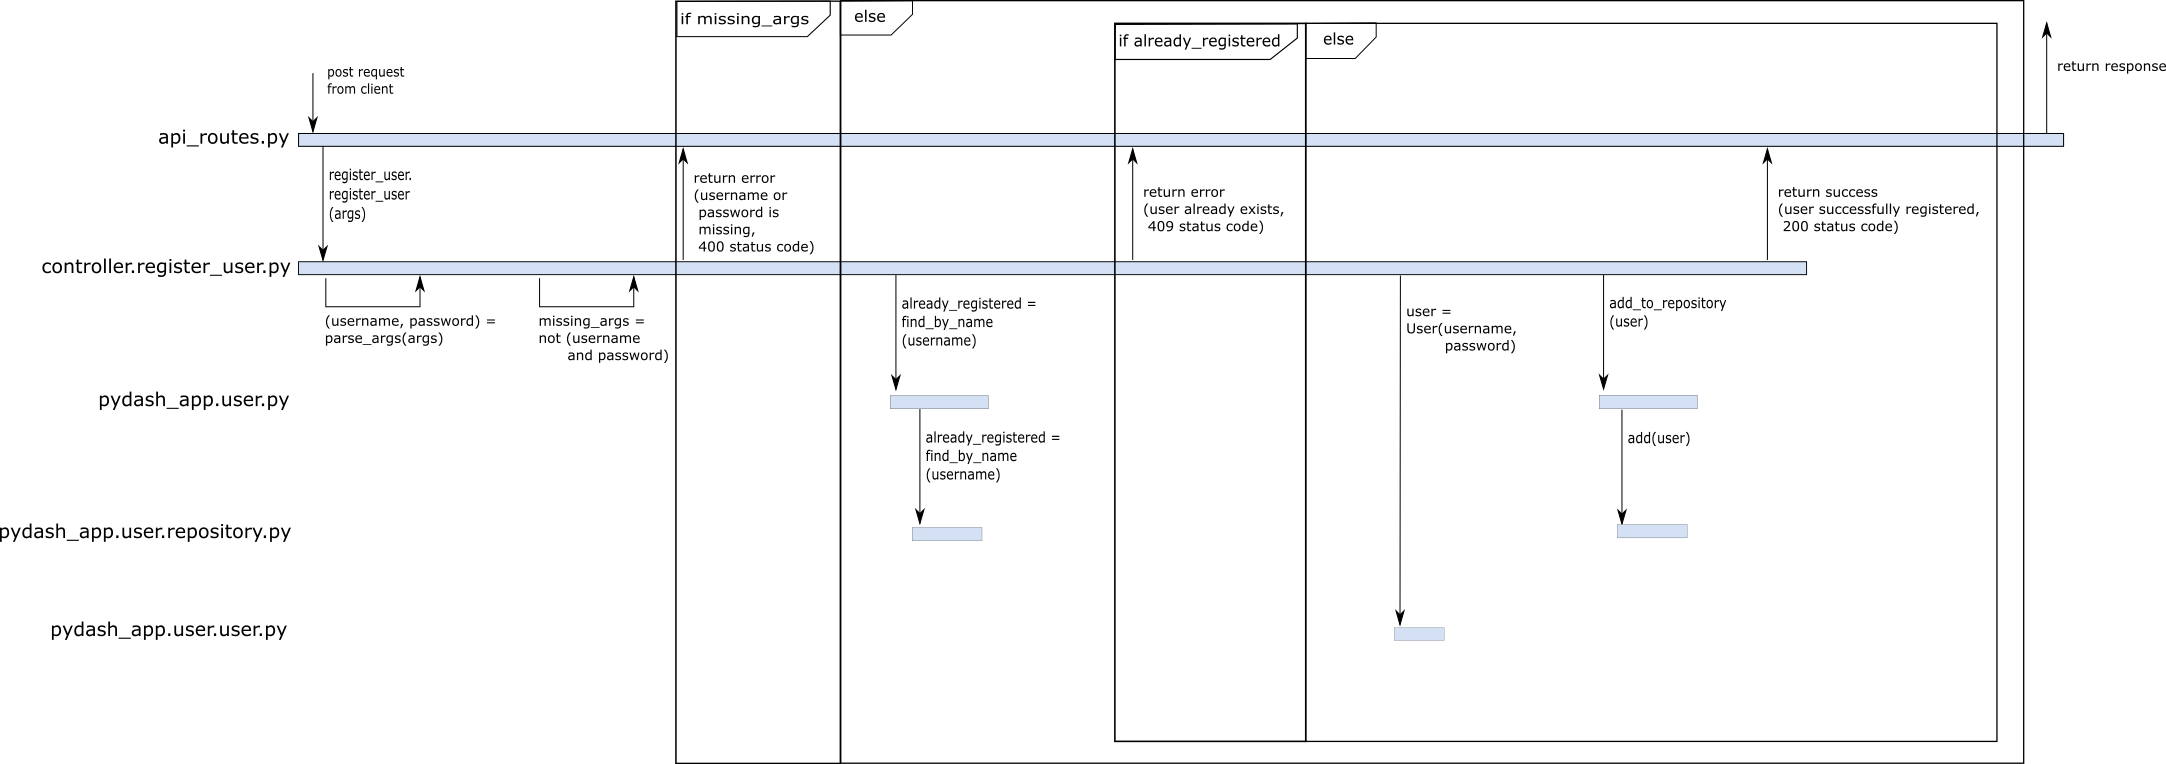 if missing_args
else
if already_registered
else
post request
from client
return response
api_routes.py
register_user.
register_user
(args)
return error
(username or
password is
missing,
400 status code)
return error
(user already exists,
409 status code)
return success
(user successfully registered,
200 status code)
controller.register_user.py
(username, password) =
parse_args(args)
missing_args =
not (username
and password)
already_registered =
find_by_name
(username)
user =
User(username,
password)
add_to_repository
(user)
pydash_app.user.py
already_registered =
find_by_name
(username)
add(user)
pydash_app.user.repository.py
pydash_app.user.user.py